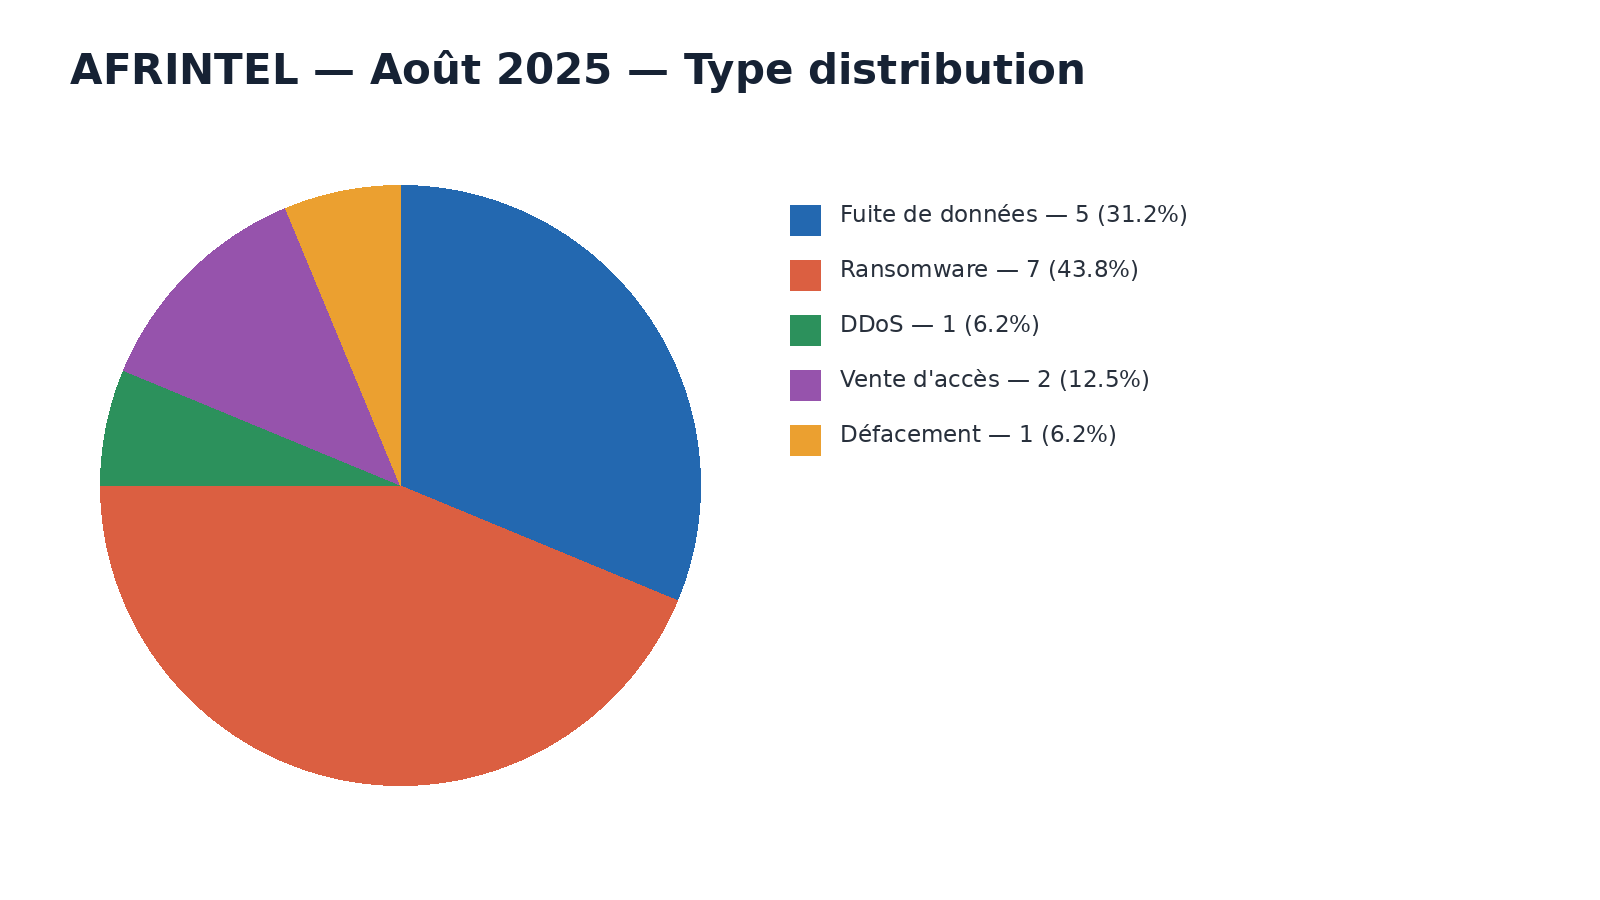 AFRINTEL — Août 2025 — Type distribution
Fuite de données — 5 (31.2%)
Ransomware — 7 (43.8%)
DDoS — 1 (6.2%)
Vente d'accès — 2 (12.5%)
Défacement — 1 (6.2%)